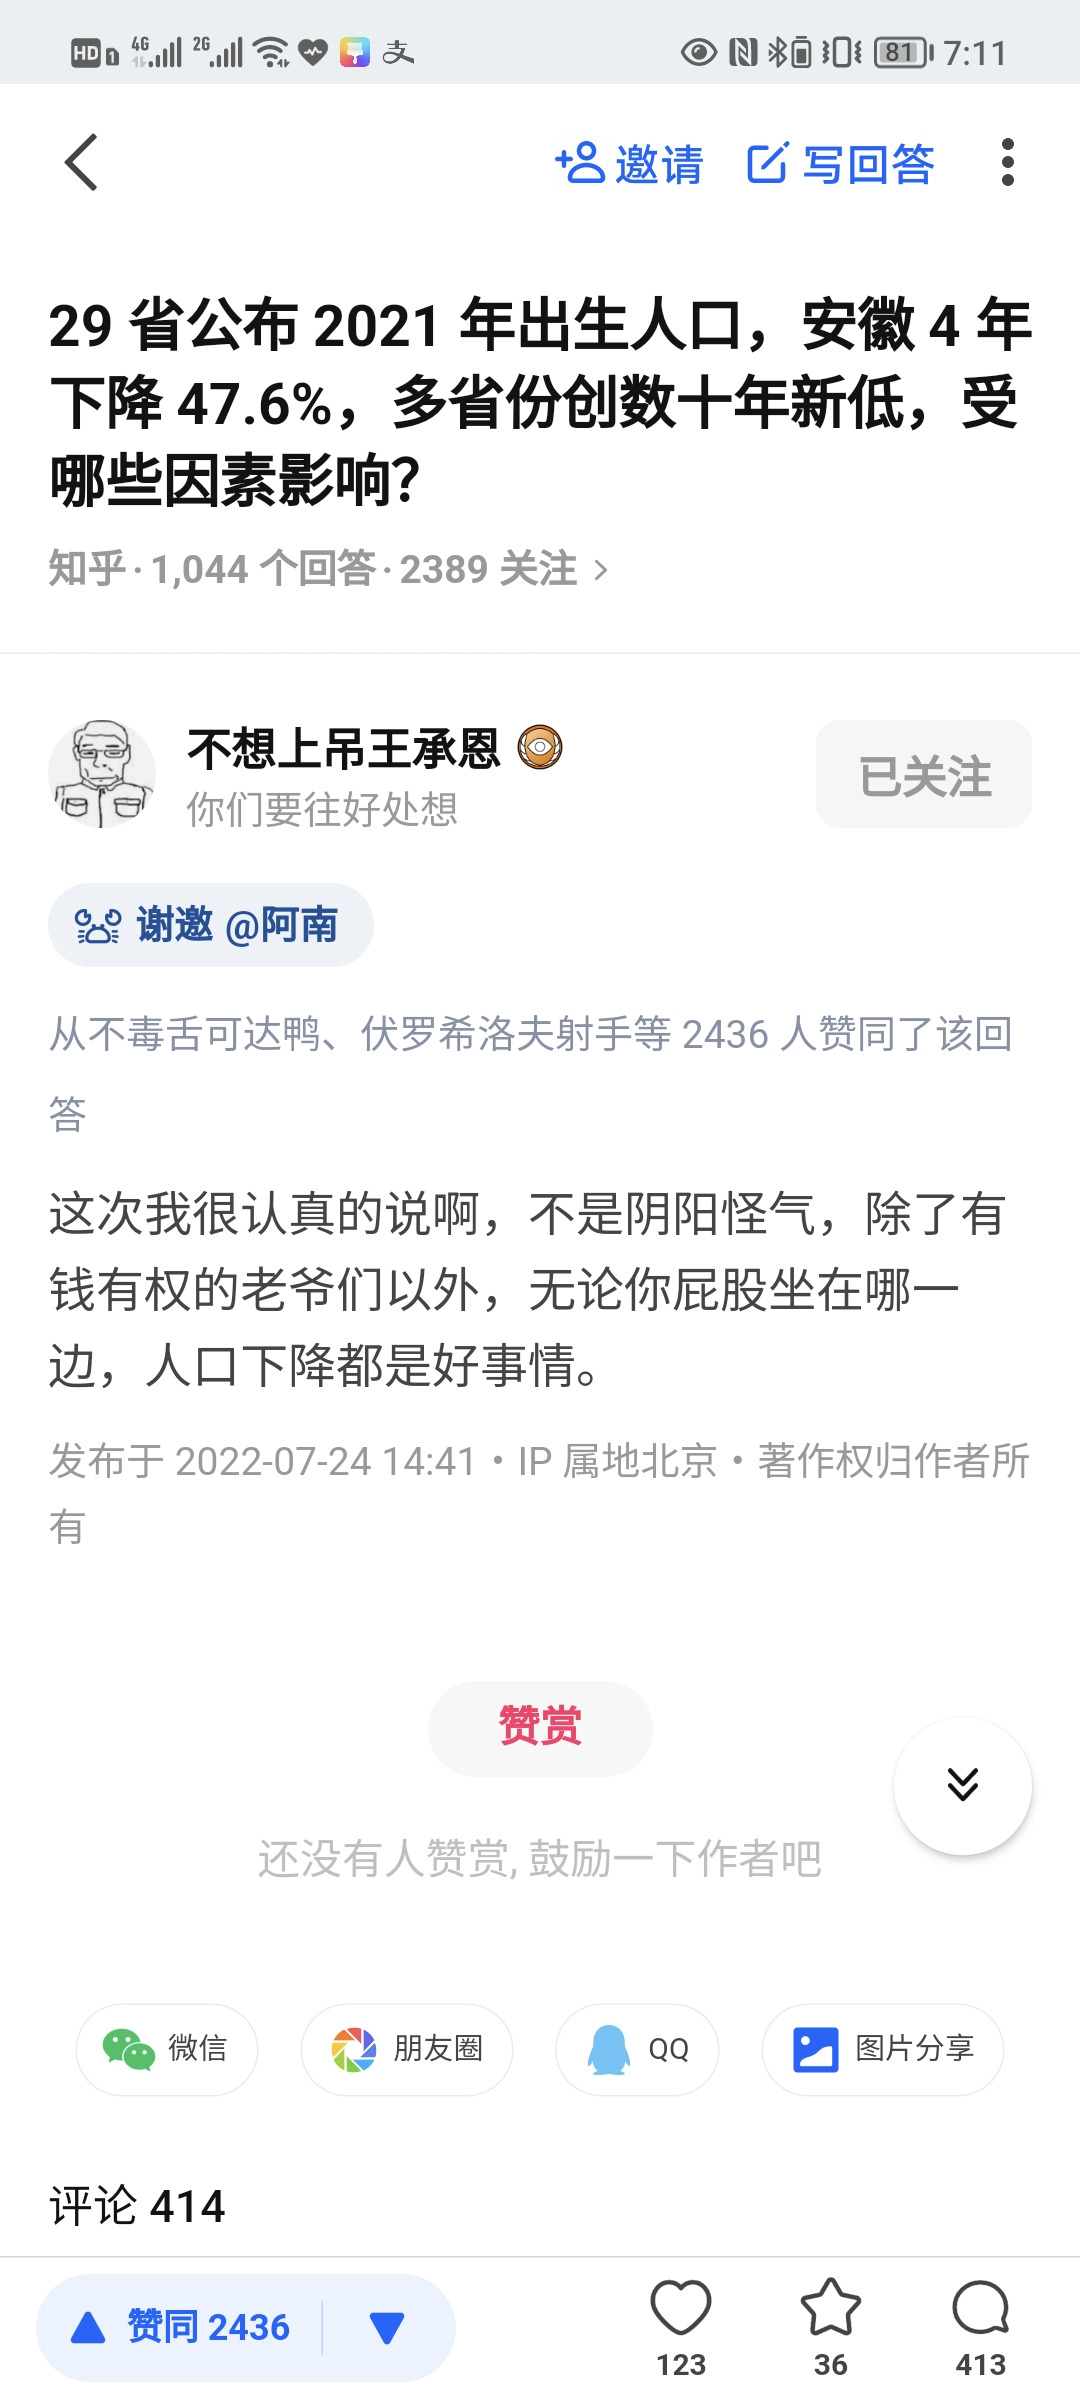 HD 1 4G 2G 支 81 7:11
邀请 写回答
29 省公布 2021 年出生人口，安徽 4 年
下降 47.6%，多省份创数十年新低，受
哪些因素影响？
知乎 · 1,044 个回答 · 2389 关注 >
不想上吊王承恩
已关注
你们要往好处想
谢邀 @阿南
从不毒舌可达鸭、伏罗希洛夫射手等 2436 人赞同了该回
答
这次我很认真的说啊，不是阴阳怪气，除了有
钱有权的老爷们以外，无论你屁股坐在哪一
边，人口下降都是好事情。
发布于 2022-07-24 14:41 · IP 属地北京 · 著作权归作者所
有
赞赏
还没有人赞赏, 鼓励一下作者吧
微信 朋友圈 QQ 图片分享
评论 414
赞同 2436
123 36 413